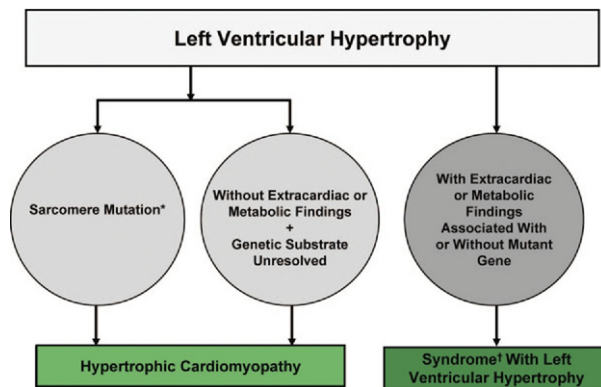 Left Ventricular Hypertrophy
Sarcomere Mutation*
Without Extracardiac or
Metabolic Findings
+
Genetic Substrate
Unresolved
With Extracardiac
or Metabolic
Findings
Associated With
or Without Mutant
Gene
Hypertrophic Cardiomyopathy
Syndrome† With Left
Ventricular Hypertrophy